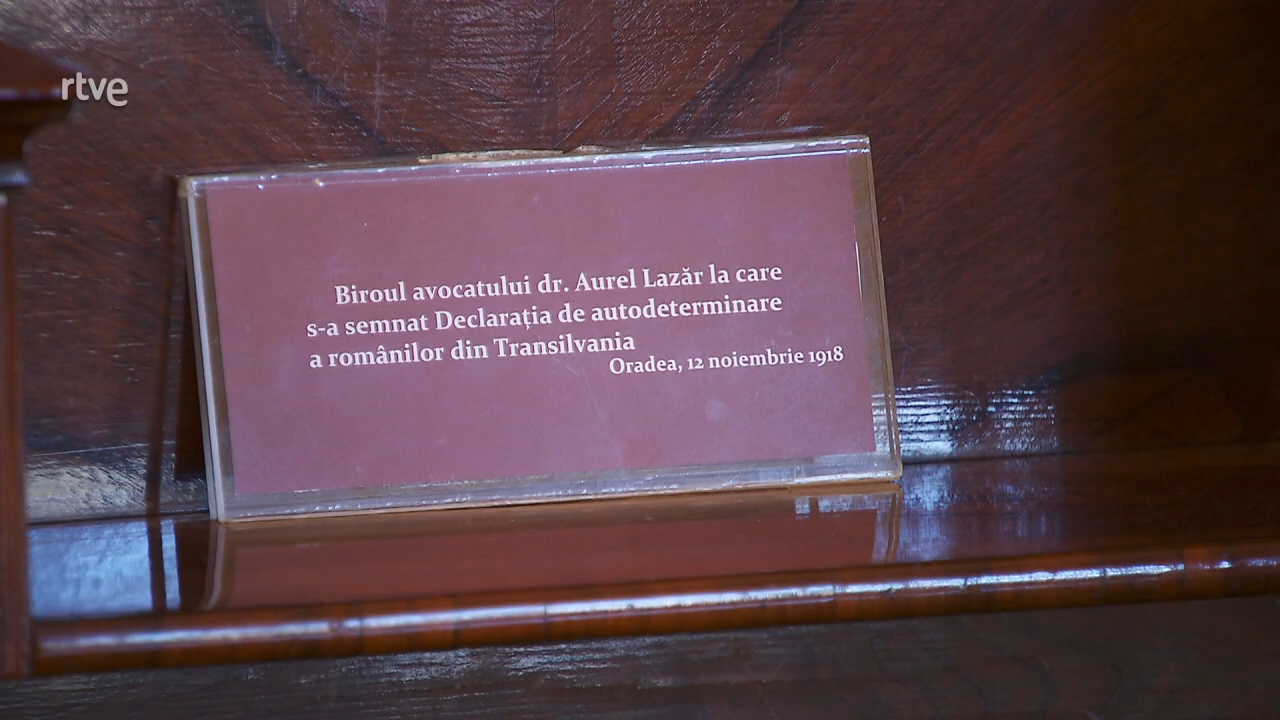 rtve
Biroul avocatului dr. Aurel Lazăr la care
s-a semnat Declarația de autodeterminare
a românilor din Transilvania
Oradea, 12 noiembrie 1918